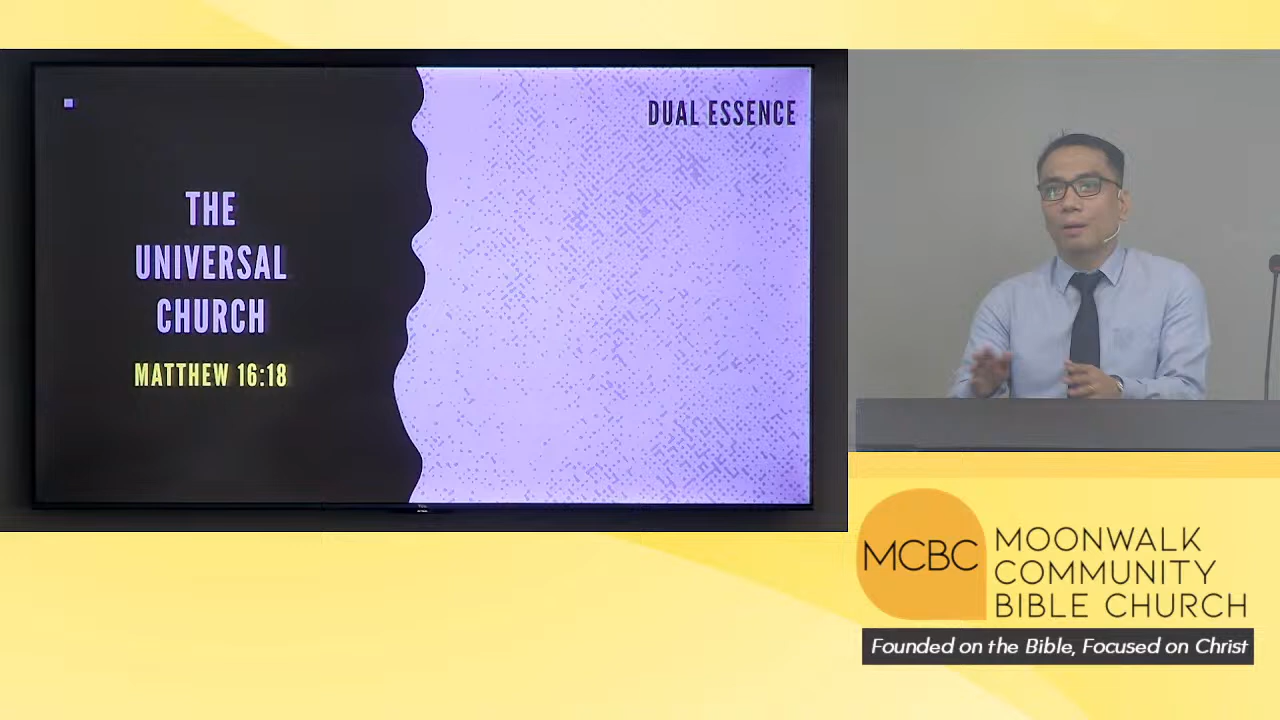 DUAL ESSENCE
THE
UNIVERSAL
CHURCH
MATTHEW 16:18
MCBC
MOONWALK
COMMUNITY
BIBLE CHURCH
Founded on the Bible, Focused on Christ